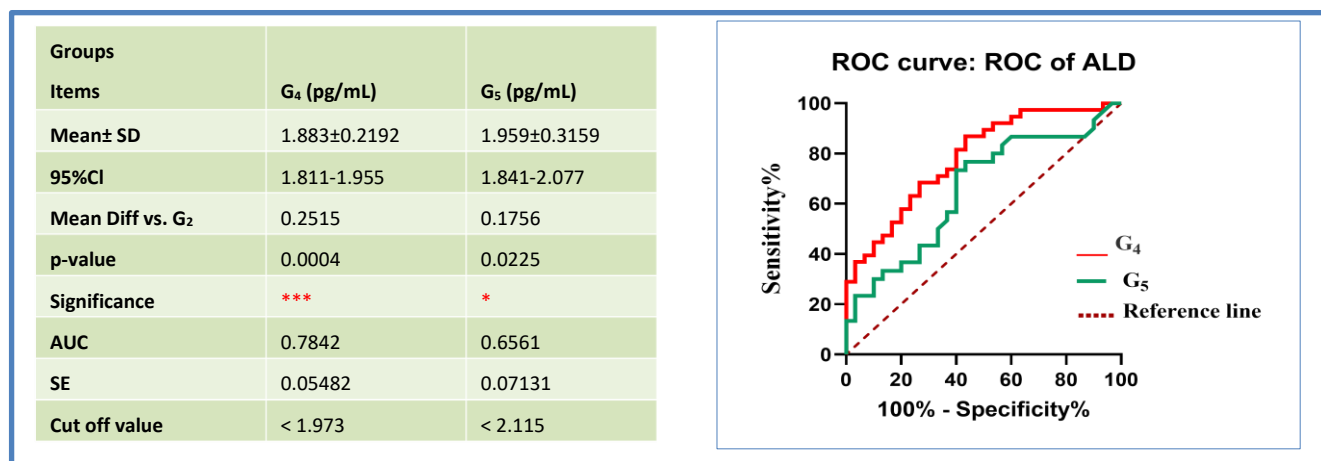 Groups
Items G₄ (pg/mL) G₅ (pg/mL)
Mean± SD 1.883±0.2192 1.959±0.3159
95%Cl 1.811-1.955 1.841-2.077
Mean Diff vs. G₂ 0.2515 0.1756
p-value 0.0004 0.0225
Significance *** *
AUC 0.7842 0.6561
SE 0.05482 0.07131
Cut off value < 1.973 < 2.115
ROC curve: ROC of ALD
Sensitivity%
100
80
60
40
20
0
G₄
G₅
Reference line
0 20 40 60 80 100
100% - Specificity%